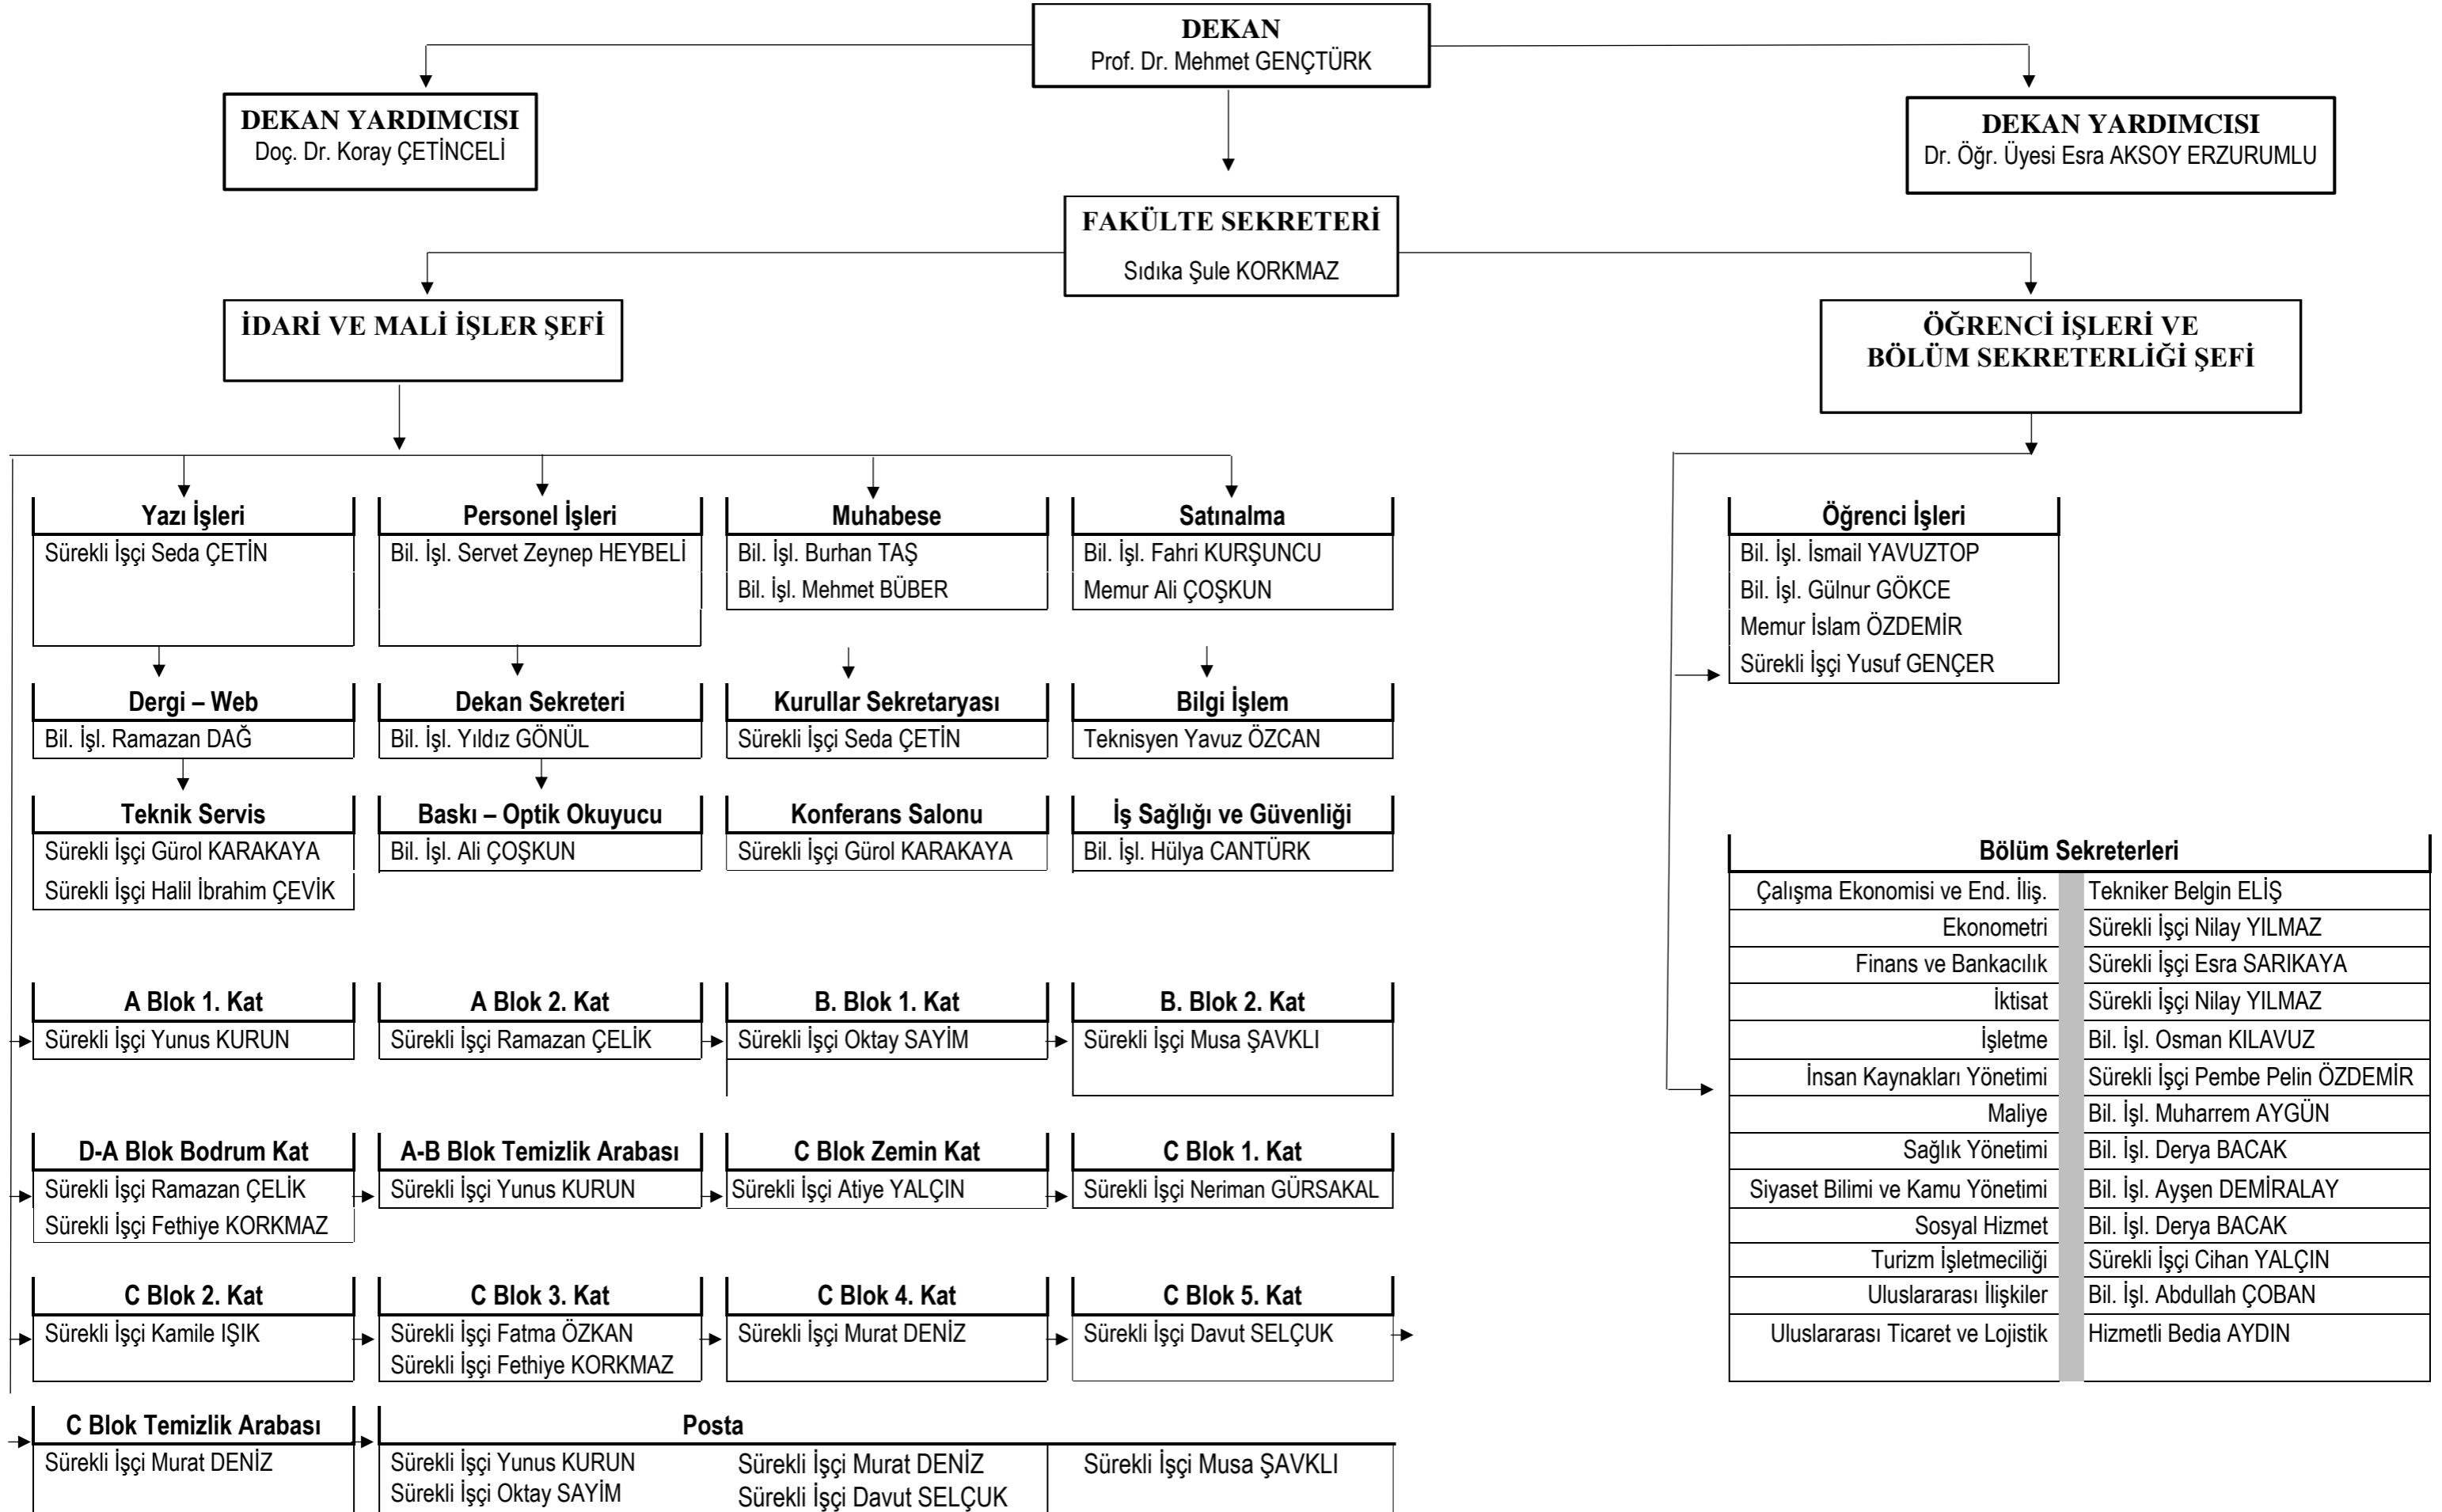 DEKAN
Prof. Dr. Mehmet GENÇTÜRK
DEKAN YARDIMCISI
Doç. Dr. Koray ÇETİNCELİ
DEKAN YARDIMCISI
Dr. Öğr. Üyesi Esra AKSOY ERZURUMLU
FAKÜLTE SEKRETERİ
Sıdıka Şule KORKMAZ
İDARİ VE MALİ İŞLER ŞEFİ
ÖĞRENCİ İŞLERİ VE
BÖLÜM SEKRETERLİĞİ ŞEFİ
Yazı İşleri
Sürekli İşçi Seda ÇETİN
Personel İşleri
Bil. İşl. Servet Zeynep HEYBELİ
Muhabese
Bil. İşl. Burhan TAŞ
Bil. İşl. Mehmet BÜBER
Satınalma
Bil. İşl. Fahri KURŞUNCU
Memur Ali ÇOŞKUN
Dergi – Web
Bil. İşl. Ramazan DAĞ
Dekan Sekreteri
Bil. İşl. Yıldız GÖNÜL
Kurullar Sekretaryası
Sürekli İşçi Seda ÇETİN
Bilgi İşlem
Teknisyen Yavuz ÖZCAN
Teknik Servis
Sürekli İşçi Gürol KARAKAYA
Sürekli İşçi Halil İbrahim ÇEVİK
Baskı – Optik Okuyucu
Bil. İşl. Ali ÇOŞKUN
Konferans Salonu
Sürekli İşçi Gürol KARAKAYA
İş Sağlığı ve Güvenliği
Bil. İşl. Hülya CANTÜRK
A Blok 1. Kat
Sürekli İşçi Yunus KURUN
A Blok 2. Kat
Sürekli İşçi Ramazan ÇELİK
B. Blok 1. Kat
Sürekli İşçi Oktay SAYİM
B. Blok 2. Kat
Sürekli İşçi Musa ŞAVKLI
D-A Blok Bodrum Kat
Sürekli İşçi Ramazan ÇELİK
Sürekli İşçi Fethiye KORKMAZ
A-B Blok Temizlik Arabası
Sürekli İşçi Yunus KURUN
C Blok Zemin Kat
Sürekli İşçi Atiye YALÇIN
C Blok 1. Kat
Sürekli İşçi Neriman GÜRSAKAL
C Blok 2. Kat
Sürekli İşçi Kamile IŞIK
C Blok 3. Kat
Sürekli İşçi Fatma ÖZKAN
Sürekli İşçi Fethiye KORKMAZ
C Blok 4. Kat
Sürekli İşçi Murat DENİZ
C Blok 5. Kat
Sürekli İşçi Davut SELÇUK
C Blok Temizlik Arabası
Sürekli İşçi Murat DENİZ
Posta
Sürekli İşçi Yunus KURUN
Sürekli İşçi Oktay SAYİM
Sürekli İşçi Murat DENİZ
Sürekli İşçi Davut SELÇUK
Sürekli İşçi Musa ŞAVKLI
Öğrenci İşleri
Bil. İşl. İsmail YAVUZTOP
Bil. İşl. Gülnur GÖKCE
Memur İslam ÖZDEMİR
Sürekli İşçi Yusuf GENÇER
Bölüm Sekreterleri
Çalışma Ekonomisi ve End. İliş. Tekniker Belgin ELİŞ
Ekonometri Sürekli İşçi Nilay YILMAZ
Finans ve Bankacılık Sürekli İşçi Esra SARIKAYA
İktisat Sürekli İşçi Nilay YILMAZ
İşletme Bil. İşl. Osman KILAVUZ
İnsan Kaynakları Yönetimi Sürekli İşçi Pembe Pelin ÖZDEMİR
Maliye Bil. İşl. Muharrem AYGÜN
Sağlık Yönetimi Bil. İşl. Derya BACAK
Siyaset Bilimi ve Kamu Yönetimi Bil. İşl. Ayşen DEMİRALAY
Sosyal Hizmet Bil. İşl. Derya BACAK
Turizm İşletmeciliği Sürekli İşçi Cihan YALÇIN
Uluslararası İlişkiler Bil. İşl. Abdullah ÇOBAN
Uluslararası Ticaret ve Lojistik Hizmetli Bedia AYDIN